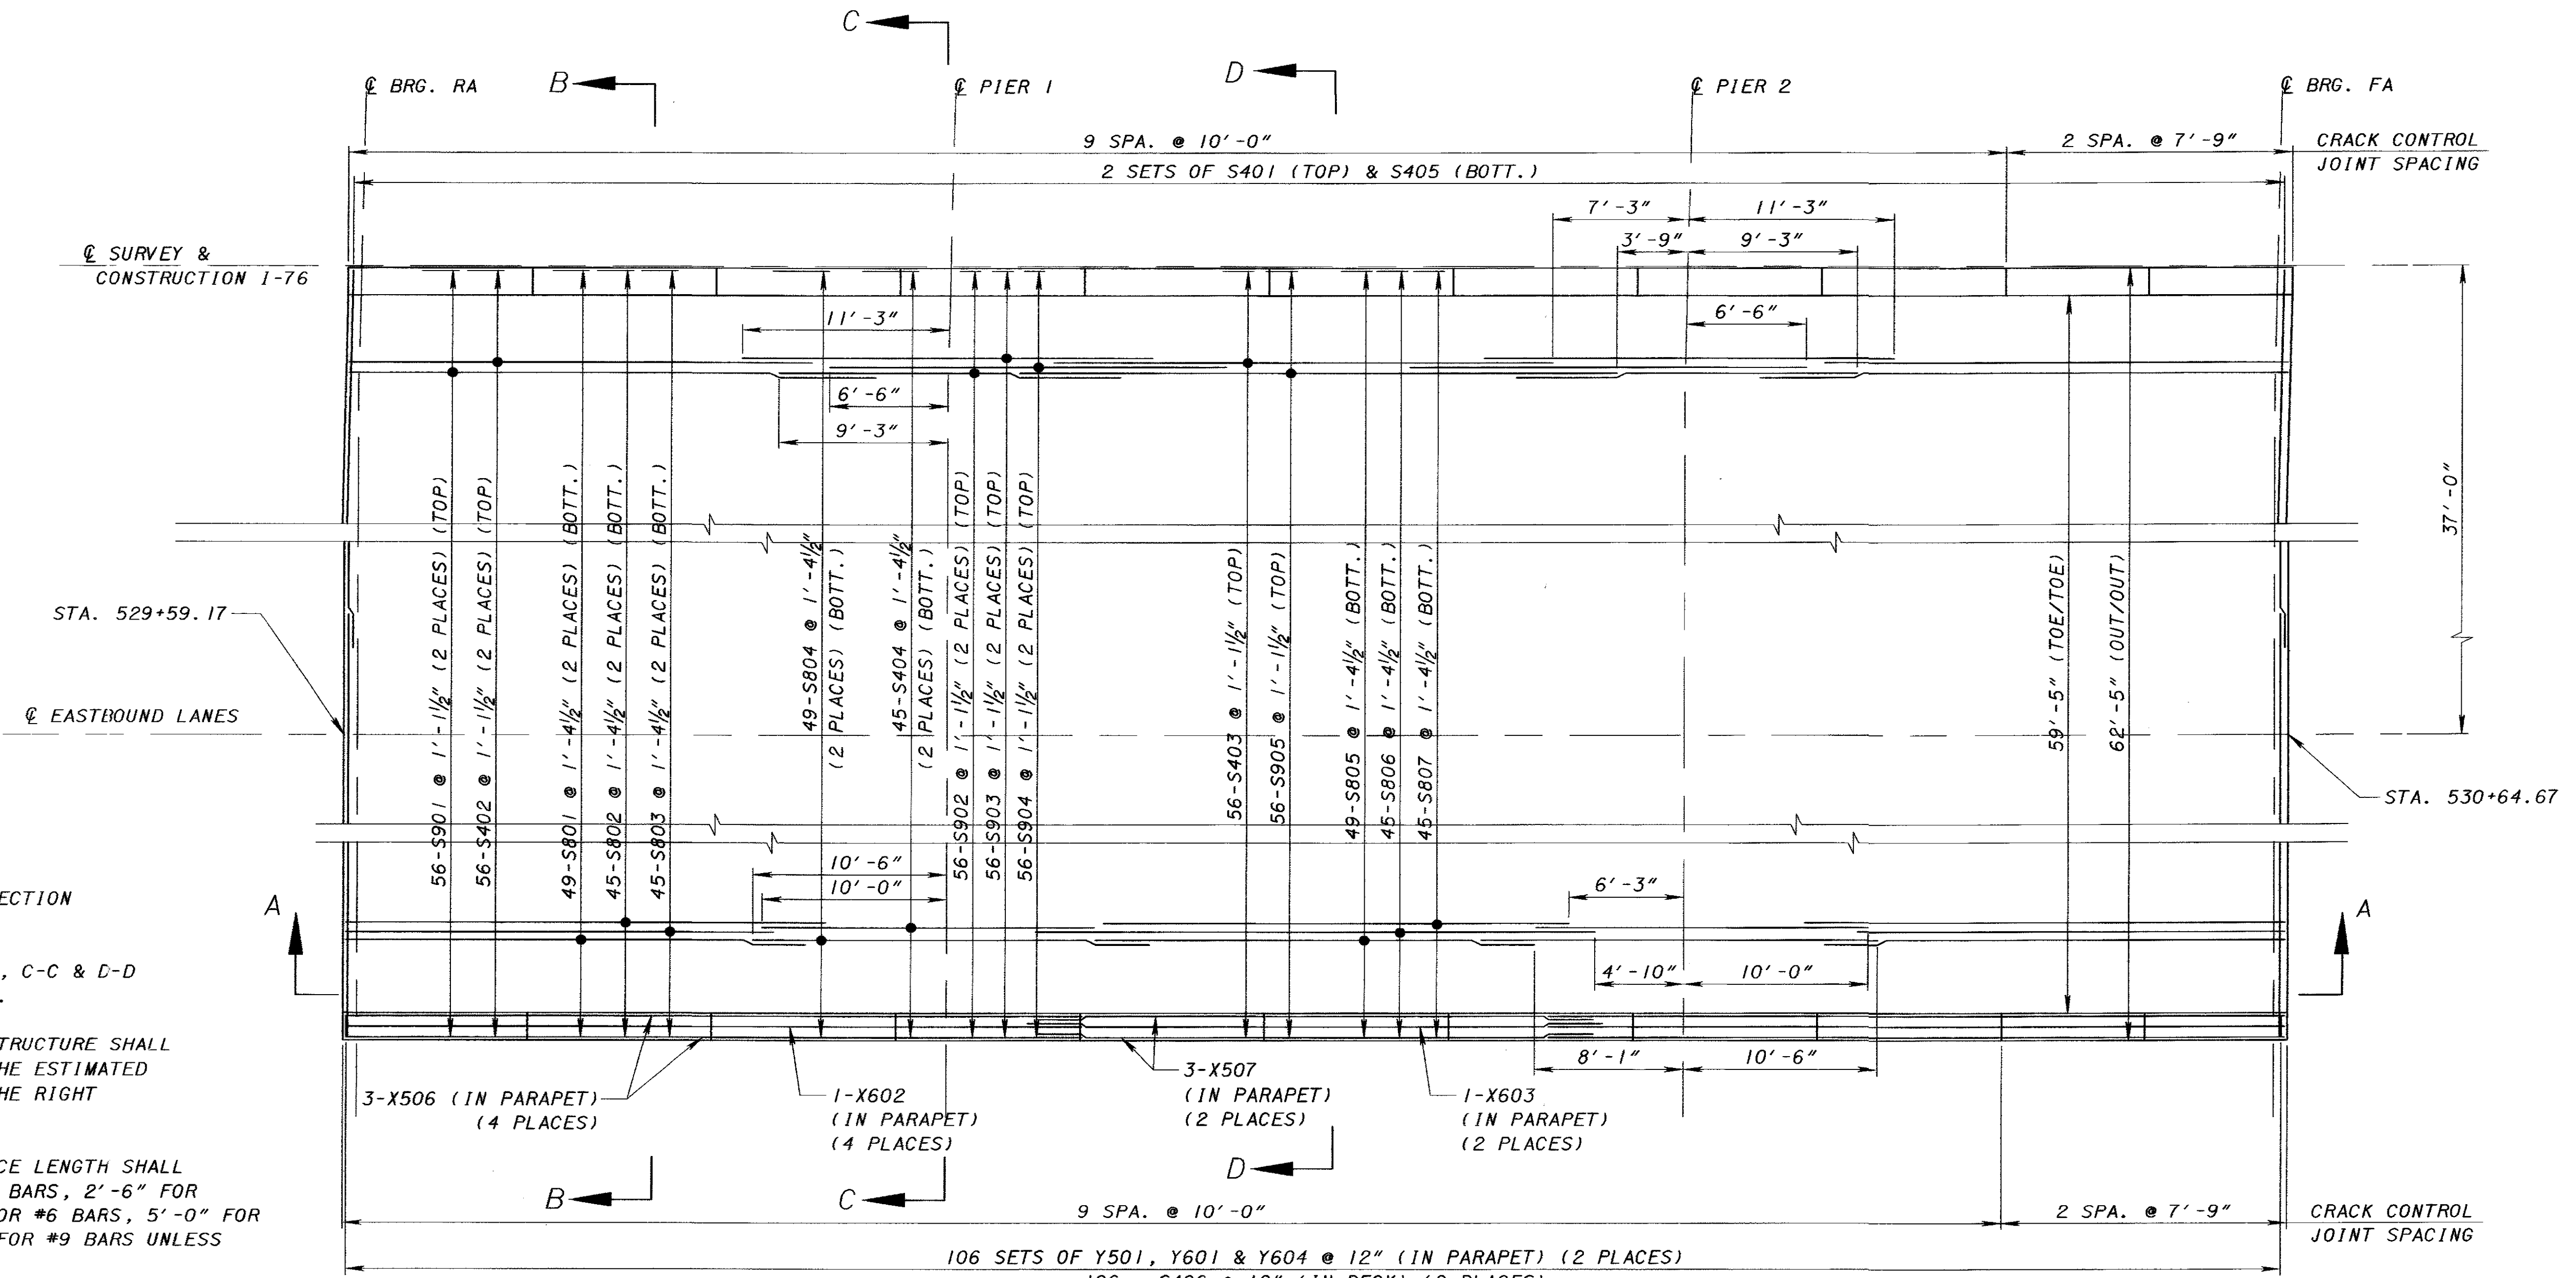 C
℄ BRG. RA
B
℄ PIER 1
D
℄ PIER 2
℄ BRG. FA
9 SPA. @ 10'-0"
2 SPA. @ 7'-9"
CRACK CONTROL
JOINT SPACING
2 SETS OF S401 (TOP) & S405 (BOTT.)
7'-3"
11'-3"
3'-9"
9'-3"
℄ SURVEY &
CONSTRUCTION I-76
11'-3"
6'-6"
6'-6"
9'-3"
37'-0"
56-S901 @ 1'-1½" (2 PLACES) (TOP)
56-S402 @ 1'-1½" (2 PLACES) (TOP)
49-S801 @ 1'-4½" (2 PLACES) (BOTT.)
45-S802 @ 1'-4½" (2 PLACES) (BOTT.)
45-S803 @ 1'-4½" (2 PLACES) (BOTT.)
49-S804 @ 1'-4½"
(2 PLACES) (BOTT.)
45-S404 @ 1'-4½"
(2 PLACES) (BOTT.)
56-S902 @ 1'-1½" (2 PLACES) (TOP)
56-S903 @ 1'-1½" (2 PLACES) (TOP)
56-S904 @ 1'-1½" (2 PLACES) (TOP)
56-S403 @ 1'-1½" (TOP)
56-S905 @ 1'-1½" (TOP)
49-S805 @ 1'-4½" (BOTT.)
45-S806 @ 1'-4½" (BOTT.)
45-S807 @ 1'-4½" (BOTT.)
59'-5" (TOE/TOE)
62'-5" (OUT/OUT)
STA. 529+59.17
℄ EASTBOUND LANES
STA. 530+64.67
10'-6"
10'-0"
6'-3"
ECTION
A
A
, C-C & D-D
.
4'-10"
10'-0"
TRUCTURE SHALL
HE ESTIMATED
HE RIGHT
8'-1"
10'-6"
3-X506 (IN PARAPET)
(4 PLACES)
1-X602
(IN PARAPET)
(4 PLACES)
3-X507
(IN PARAPET)
(2 PLACES)
1-X603
(IN PARAPET)
(2 PLACES)
CE LENGTH SHALL
BARS, 2'-6" FOR
OR #6 BARS, 5'-0" FOR
FOR #9 BARS UNLESS
B
C
D
9 SPA. @ 10'-0"
2 SPA. @ 7'-9"
CRACK CONTROL
JOINT SPACING
106 SETS OF Y501, Y601 & Y604 @ 12" (IN PARAPET) (2 PLACES)